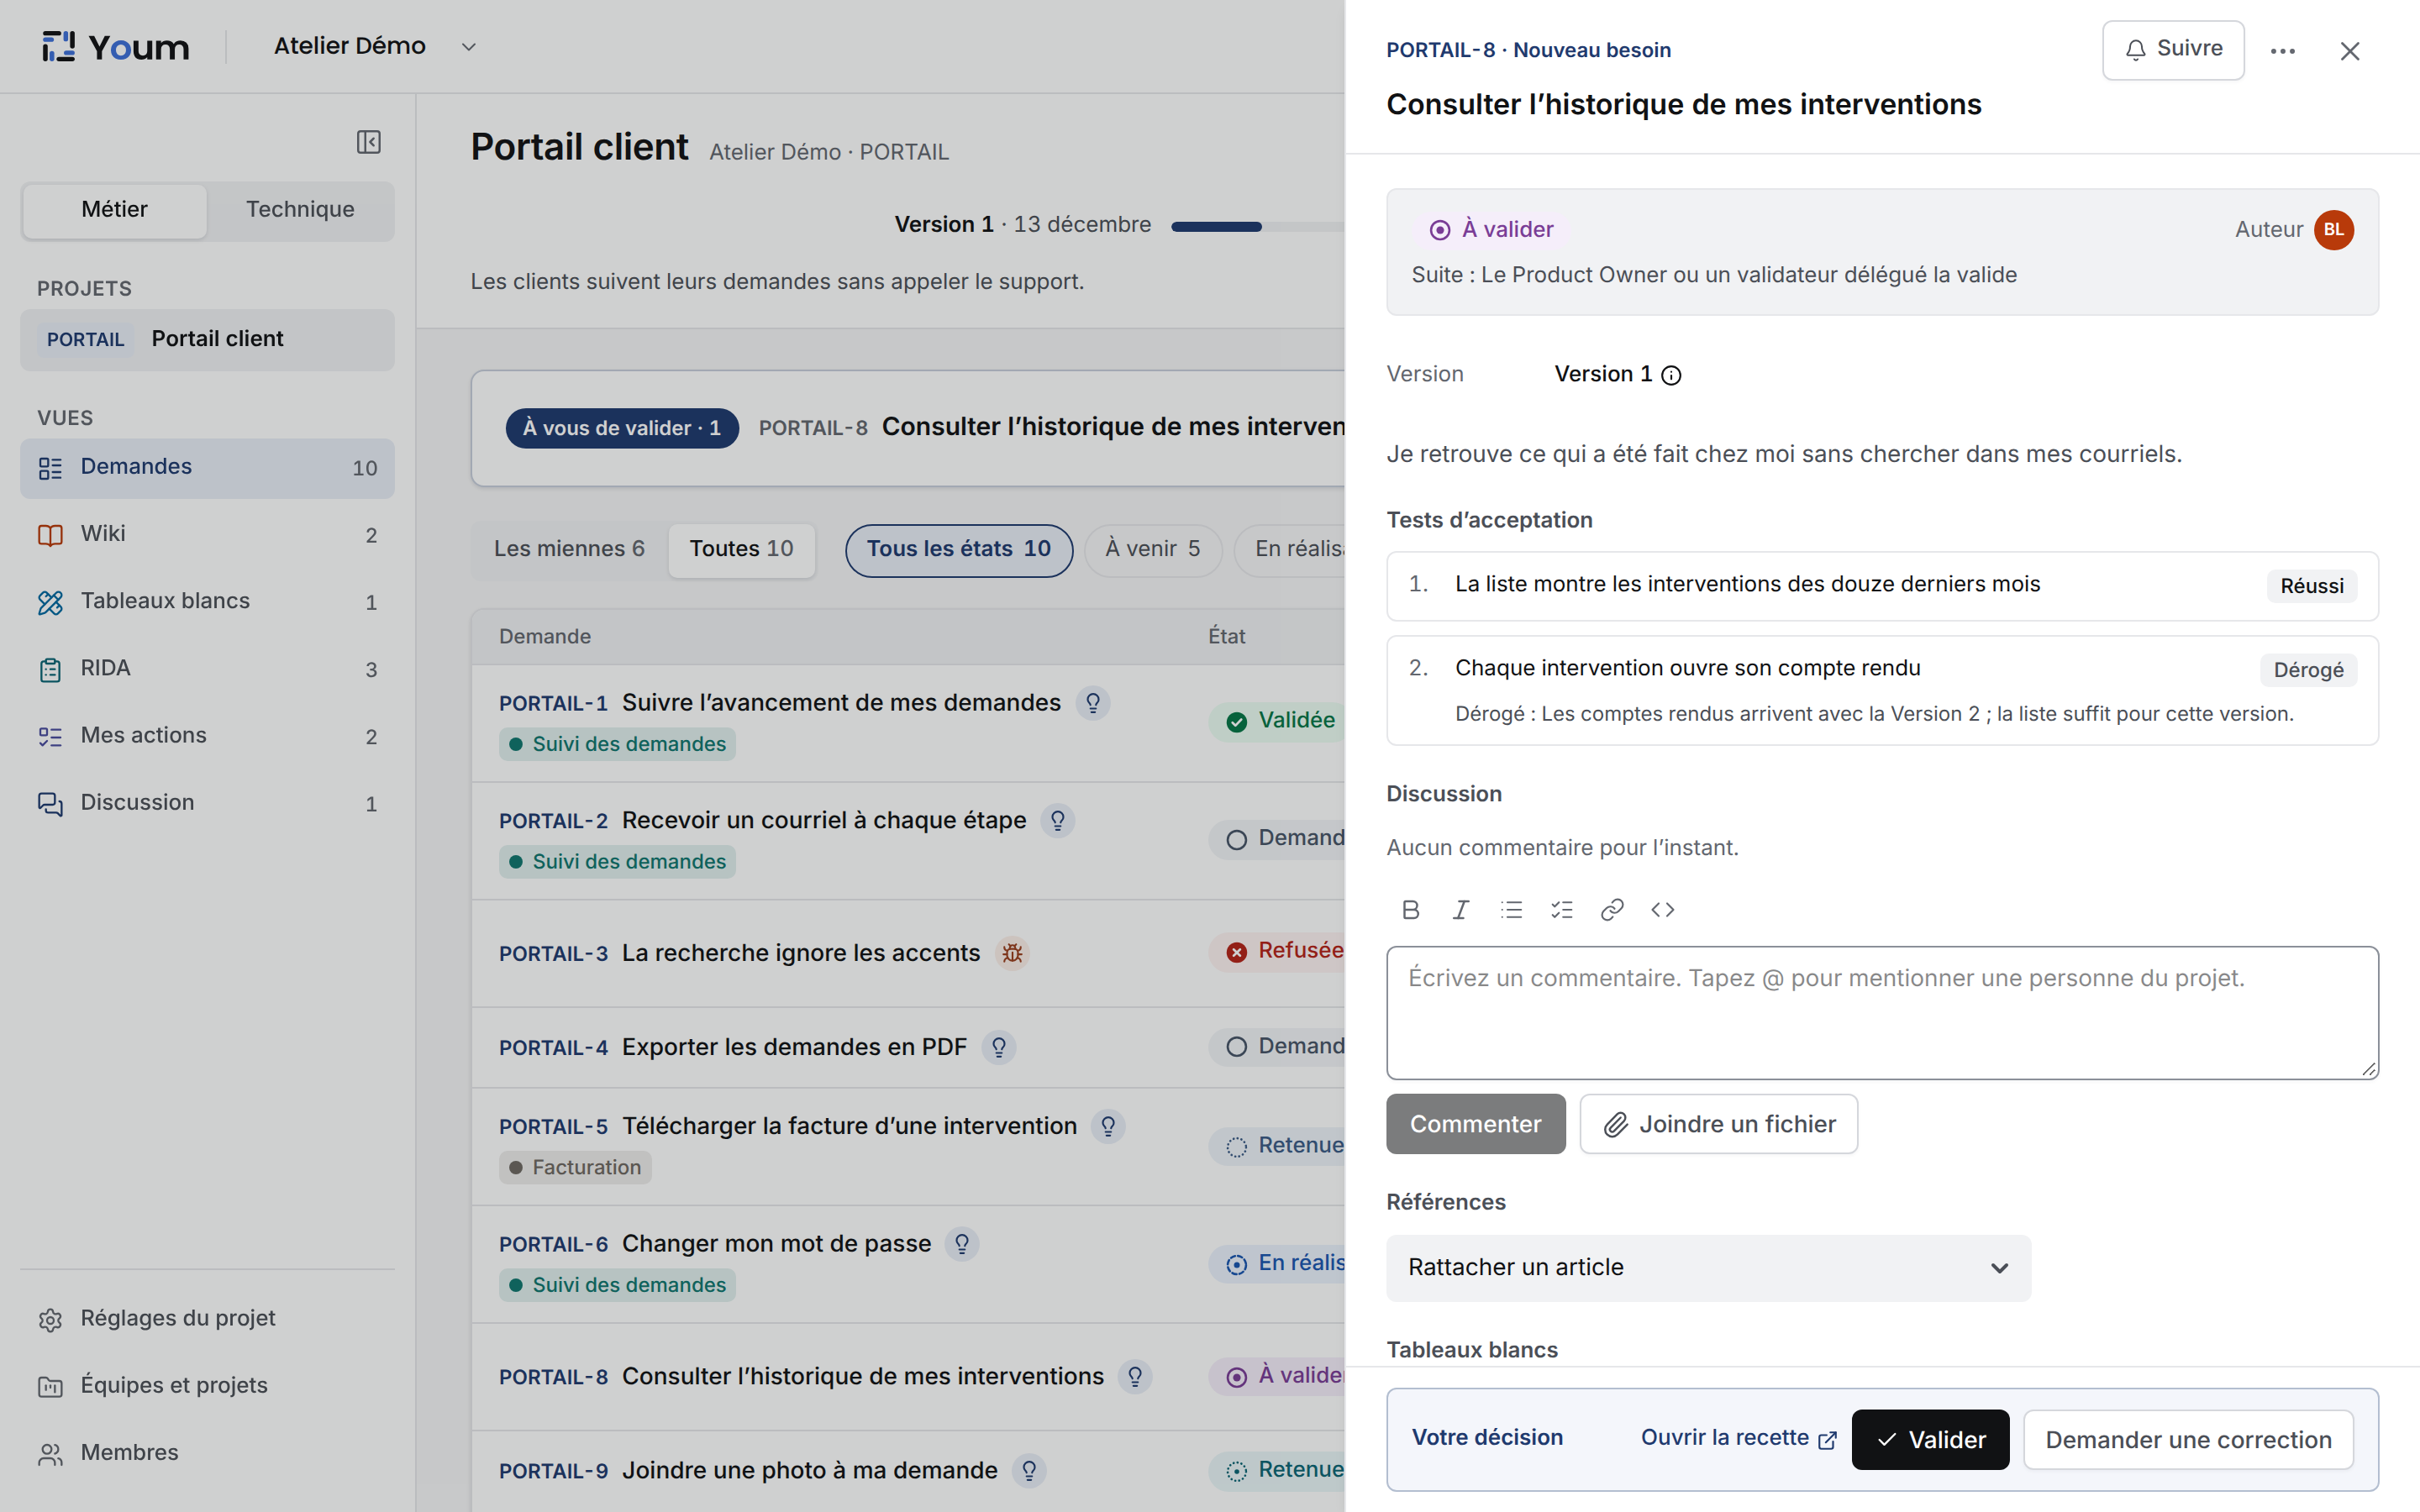 Youm
Atelier Démo
Métier
Technique
PROJETS
PORTAIL Portail client
VUES
Demandes 10
Wiki 2
Tableaux blancs 1
RIDA 3
Mes actions 2
Discussion 1
Réglages du projet
Équipes et projets
Membres
Portail client Atelier Démo · PORTAIL
Version 1 · 13 décembre
Les clients suivent leurs demandes sans appeler le support.
À vous de valider · 1 PORTAIL-8 Consulter l’historique de mes interven
Les miennes 6 Toutes 10 Tous les états 10 À venir 5 En réalis
Demande État
PORTAIL-1 Suivre l’avancement de mes demandes
Suivi des demandes
Validée
PORTAIL-2 Recevoir un courriel à chaque étape
Suivi des demandes
Demand
PORTAIL-3 La recherche ignore les accents
Refusée
PORTAIL-4 Exporter les demandes en PDF
Demand
PORTAIL-5 Télécharger la facture d’une intervention
Facturation
Retenue
PORTAIL-6 Changer mon mot de passe
Suivi des demandes
En réalis
PORTAIL-8 Consulter l’historique de mes interventions
À valide
PORTAIL-9 Joindre une photo à ma demande
Retenue
PORTAIL-8 · Nouveau besoin
Suivre
Consulter l’historique de mes interventions
À valider
Auteur BL
Suite : Le Product Owner ou un validateur délégué la valide
Version Version 1
Je retrouve ce qui a été fait chez moi sans chercher dans mes courriels.
Tests d’acceptation
1. La liste montre les interventions des douze derniers mois Réussi
2. Chaque intervention ouvre son compte rendu Dérogé
Dérogé : Les comptes rendus arrivent avec la Version 2 ; la liste suffit pour cette version.
Discussion
Aucun commentaire pour l’instant.
Écrivez un commentaire. Tapez @ pour mentionner une personne du projet.
Commenter
Joindre un fichier
Références
Rattacher un article
Tableaux blancs
Votre décision
Ouvrir la recette
Valider
Demander une correction